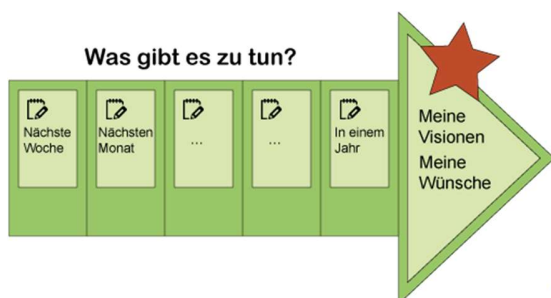 Was gibt es zu tun?
Nächste
Woche
Nächsten
Monat
...
...
In einem
Jahr
Meine
Visionen
Meine
Wünsche